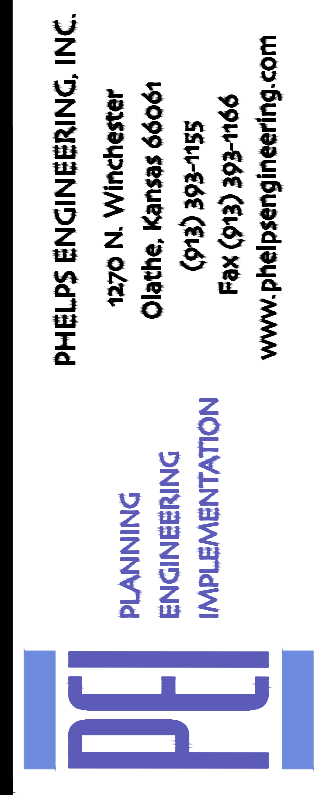 PEI
PLANNING
ENGINEERING
IMPLEMENTATION
PHELPS ENGINEERING, INC.
1270 N. Winchester
Olathe, Kansas 66061
(913) 393-1155
Fax (913) 393-1166
www.phelpsengineering.com